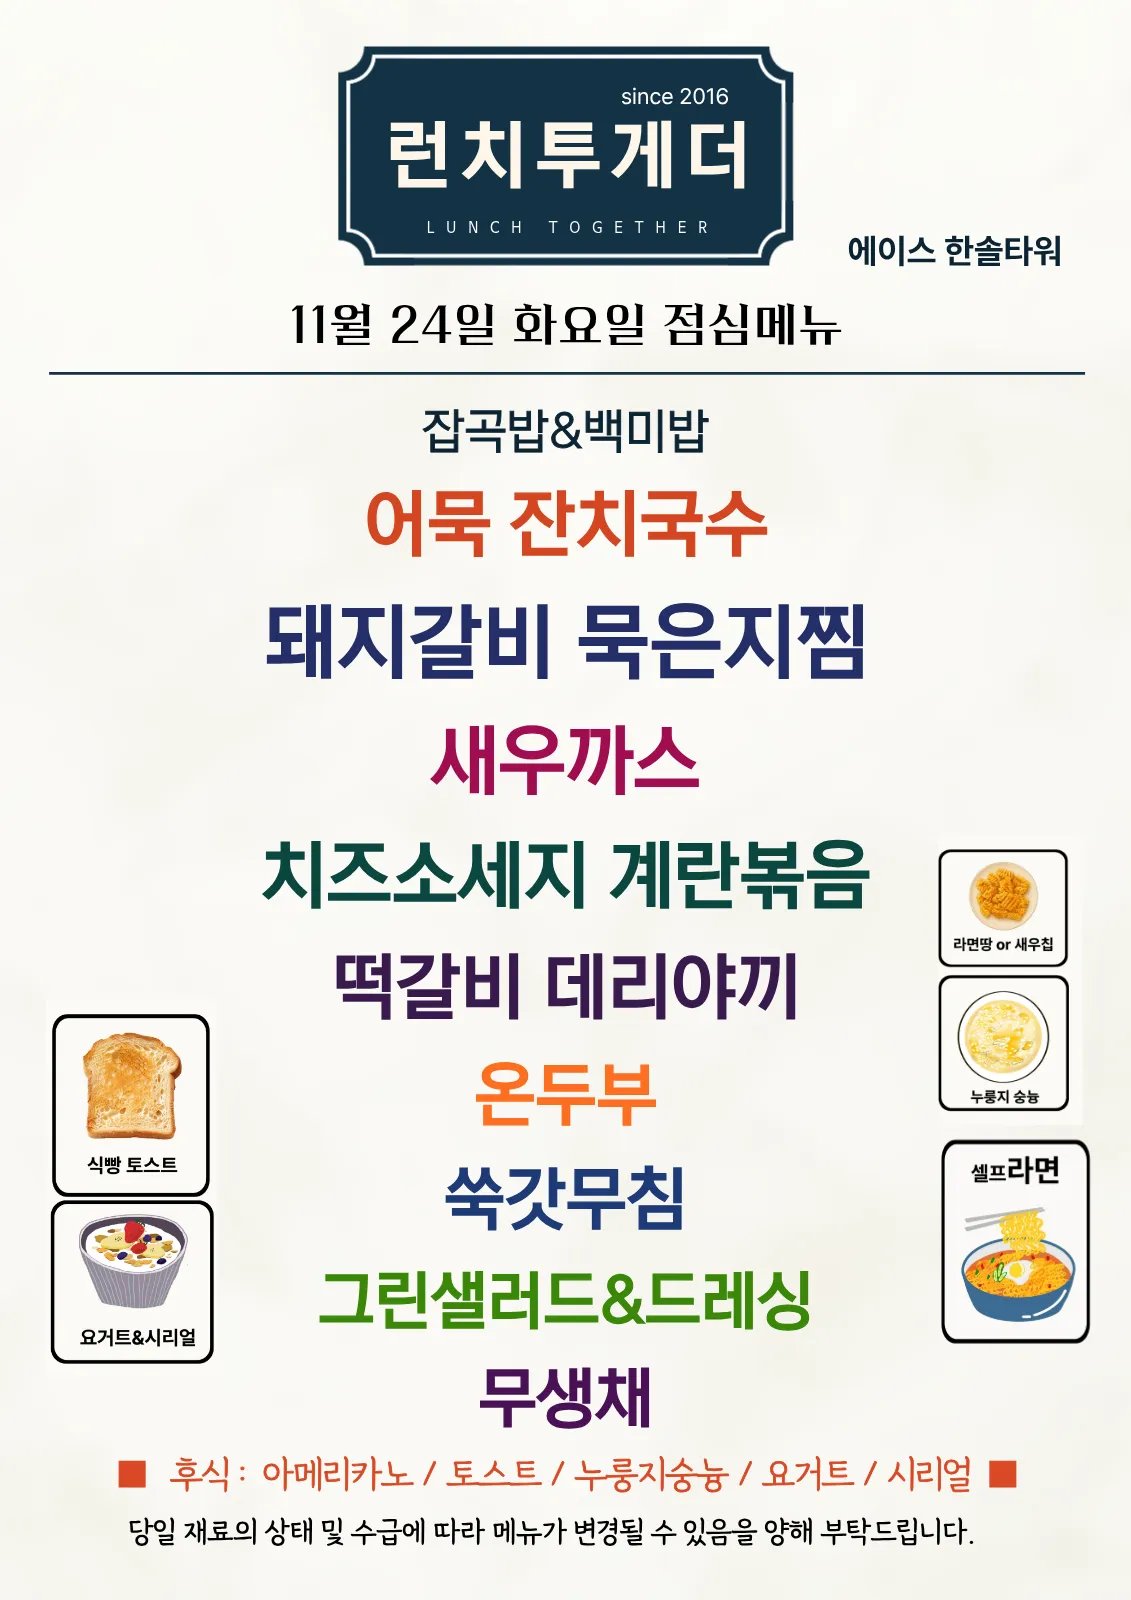 since 2016
런치투게더
LUNCH TOGETHER
에이스 한솔타워
11월 24일 화요일 점심메뉴
잡곡밥&백미밥
어묵 잔치국수
돼지갈비 묵은지찜
새우까스
치즈소세지 계란볶음
떡갈비 데리야끼
온두부
쑥갓무침
그린샐러드&드레싱
무생채
라면땅 or 새우칩
누룽지 숭늉
셀프라면
식빵 토스트
요거트&시리얼
■ 후식 : 아메리카노 / 토스트 / 누룽지숭늉 / 요거트 / 시리얼 ■
당일 재료의 상태 및 수급에 따라 메뉴가 변경될 수 있음을 양해 부탁드립니다.